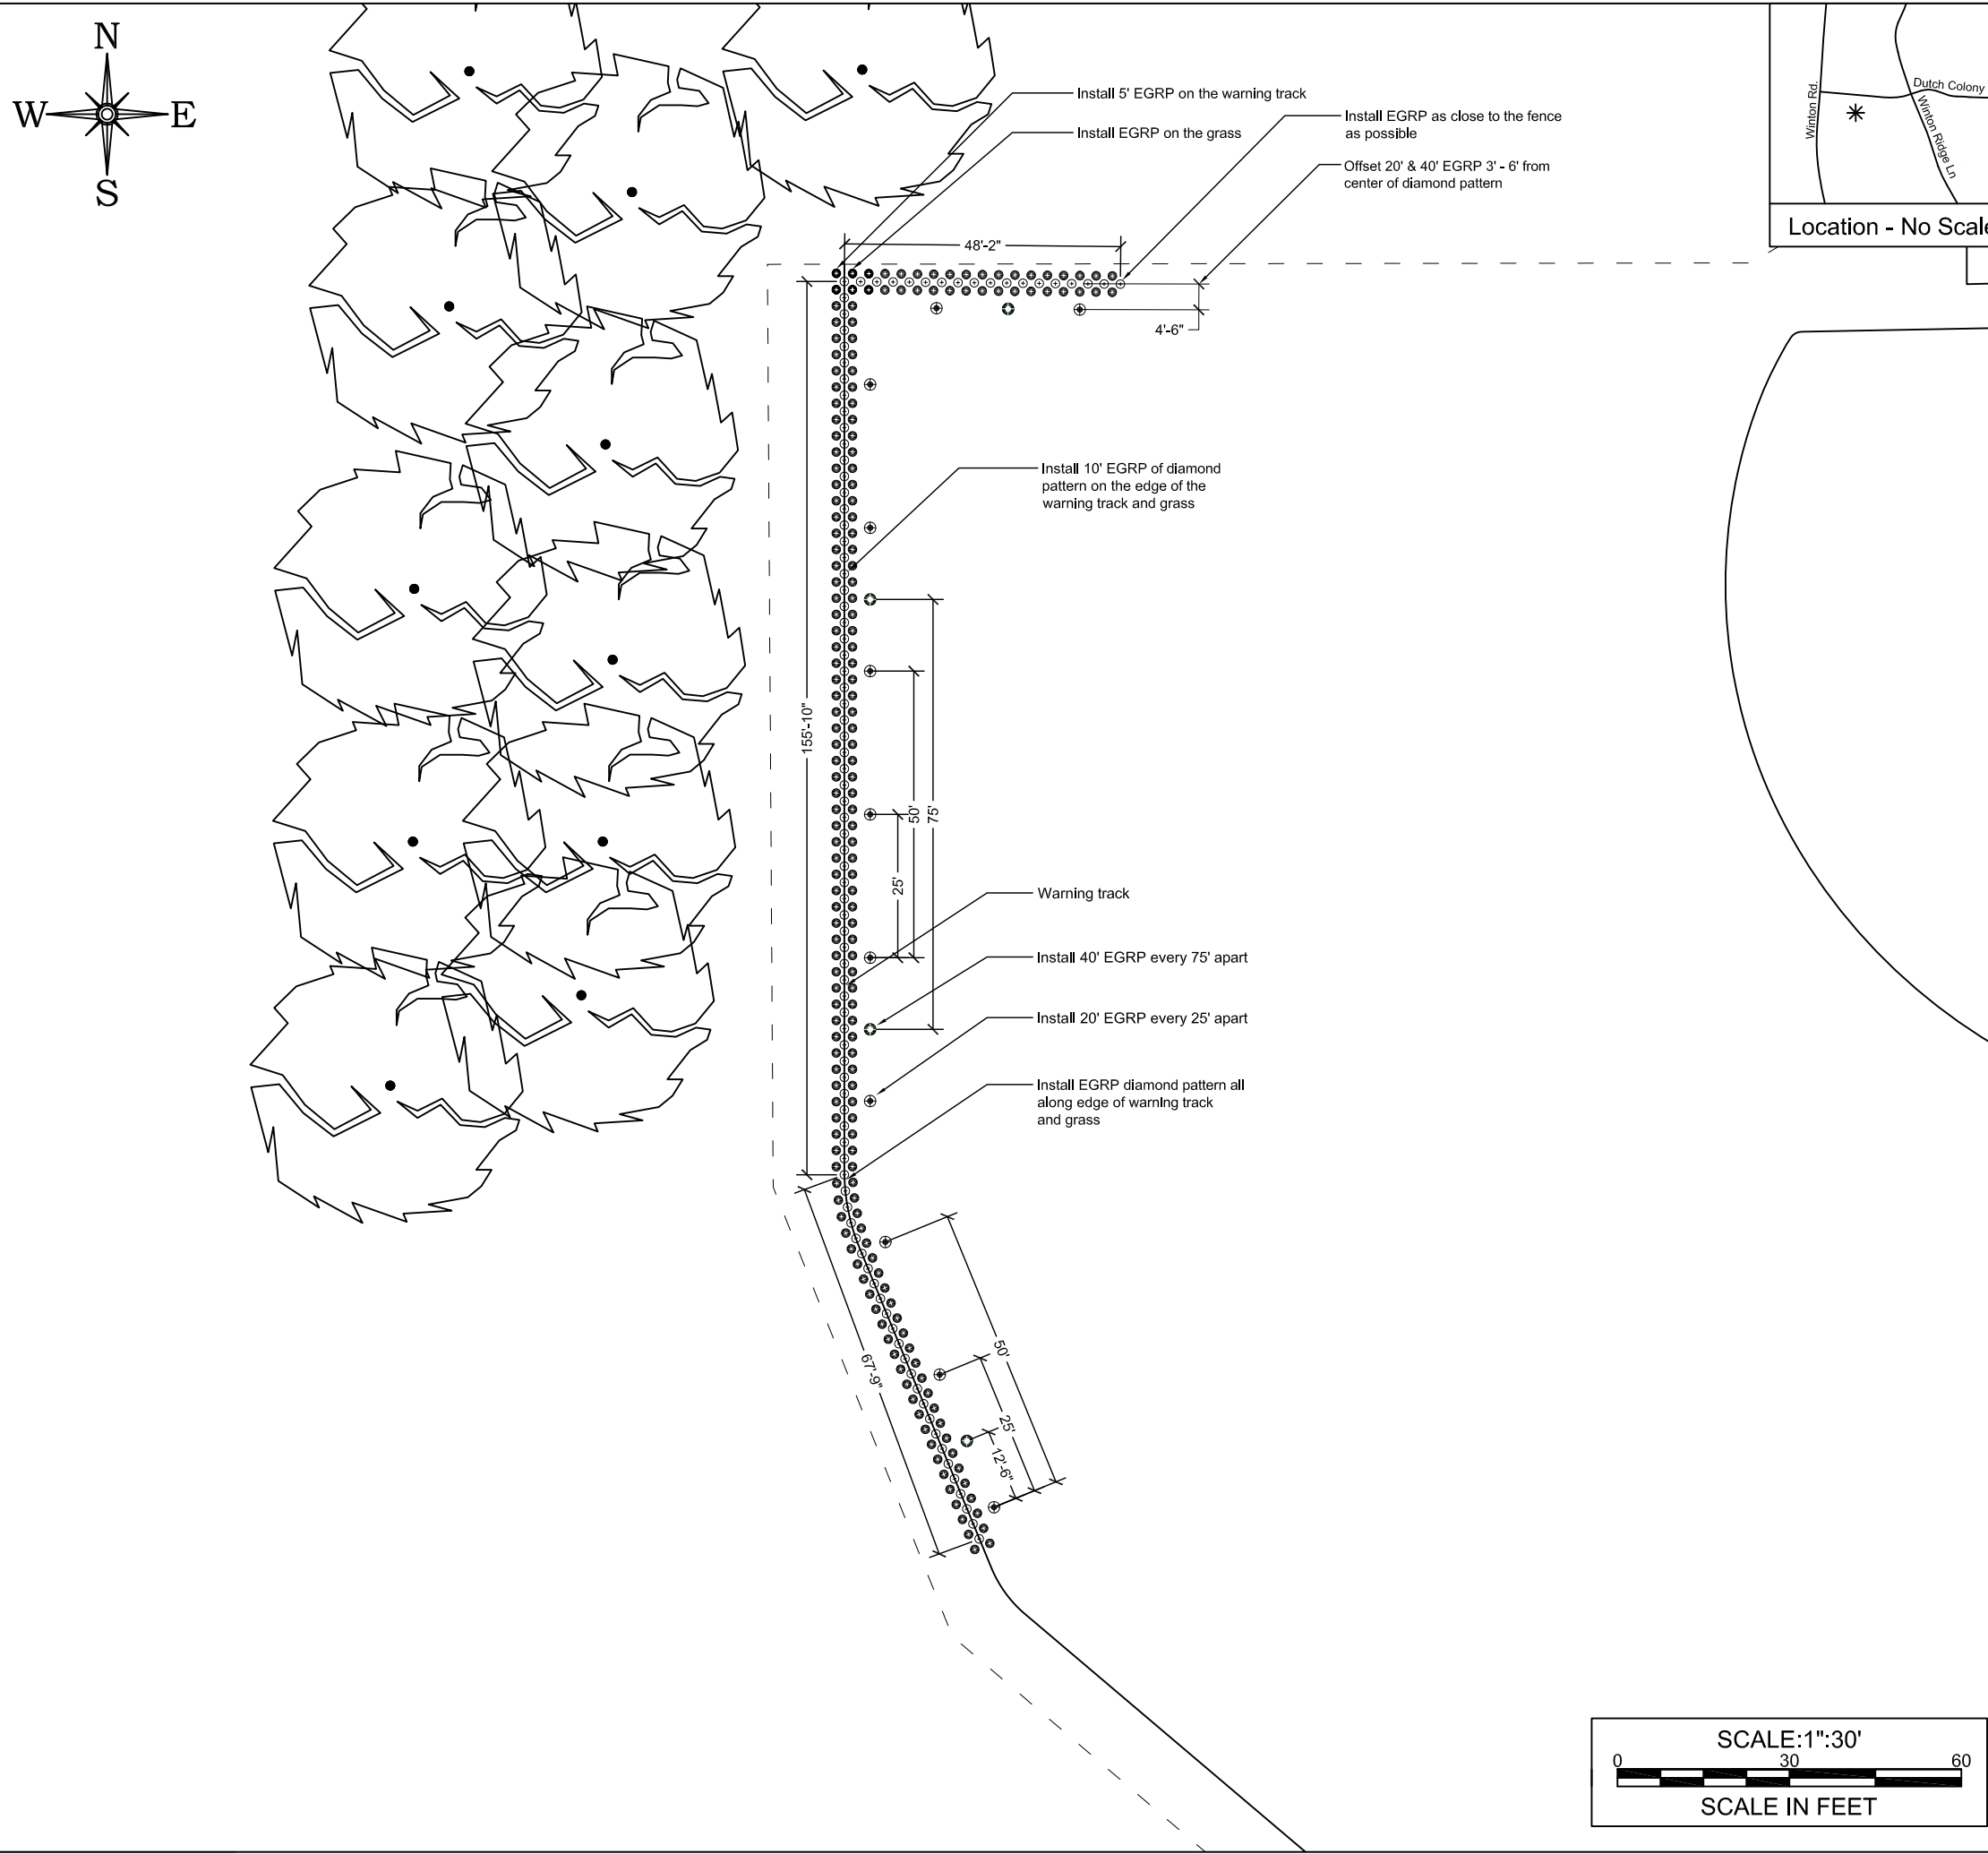 N
W E
S
Install 5' EGRP on the warning track
Install EGRP on the grass
Install EGRP as close to the fence
as possible
Offset 20' & 40' EGRP 3' - 6' from
center of diamond pattern
Winton Rd.
Dutch Colony
Winton Ridge Ln
Location - No Scale
48'-2"
4'-6"
Install 10' EGRP of diamond
pattern on the edge of the
warning track and grass
155'-10"
50'
75'
25'
Warning track
Install 40' EGRP every 75' apart
Install 20' EGRP every 25' apart
Install EGRP diamond pattern all
along edge of warning track
and grass
67'-9"
50'
25'
12'-6"
SCALE:1":30'
0 30 60
SCALE IN FEET